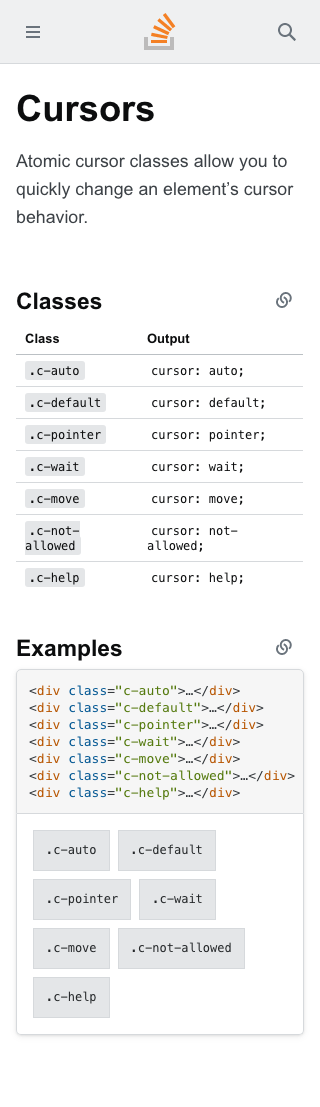 Cursors
Atomic cursor classes allow you to
quickly change an element’s cursor
behavior.
Classes
Class Output
.c-auto cursor: auto;
.c-default cursor: default;
.c-pointer cursor: pointer;
.c-wait cursor: wait;
.c-move cursor: move;
.c-not- cursor: not-
allowed allowed;
.c-help cursor: help;
Examples
<div class="c-auto">…</div>
<div class="c-default">…</div>
<div class="c-pointer">…</div>
<div class="c-wait">…</div>
<div class="c-move">…</div>
<div class="c-not-allowed">…</div>
<div class="c-help">…</div>
.c-auto .c-default
.c-pointer .c-wait
.c-move .c-not-allowed
.c-help